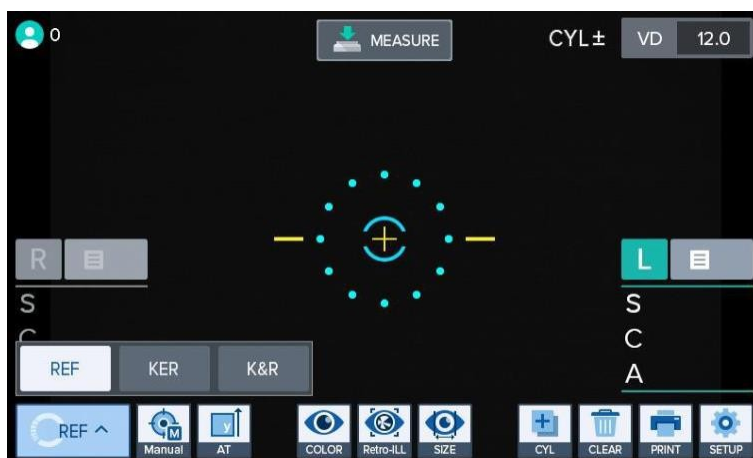 0
MEASURE
CYL±
VD
12.0
R
L
S
S
C
C
A
REF
KER
K&R
REF ^
Manual
M
y
AT
COLOR
Retro-ILL
SIZE
CYL
CLEAR
PRINT
SETUP